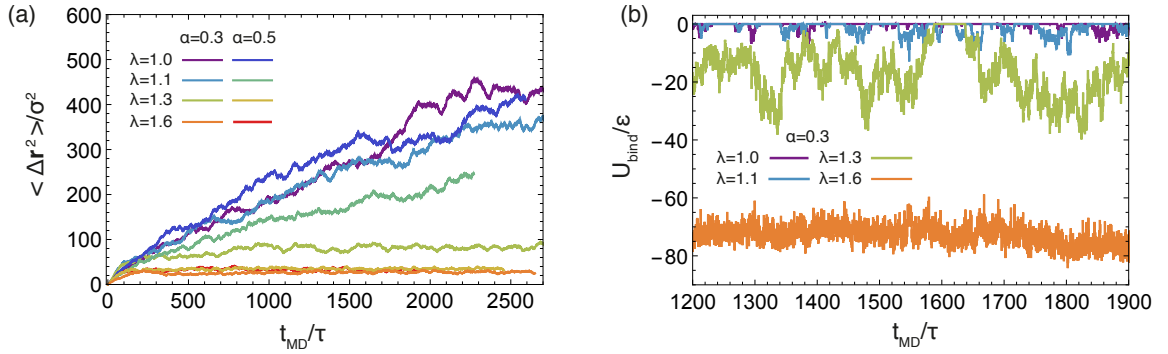 (a)
600
500
400
300
200
100
0
< Δr² >/σ²
α=0.3 α=0.5
λ=1.0
λ=1.1
λ=1.3
λ=1.6
0 500 1000 1500 2000 2500
t_MD/τ
(b)
0
−20
−40
−60
−80
U_bind/ε
α=0.3
λ=1.0 λ=1.3
λ=1.1 λ=1.6
1200 1300 1400 1500 1600 1700 1800 1900
t_MD/τ